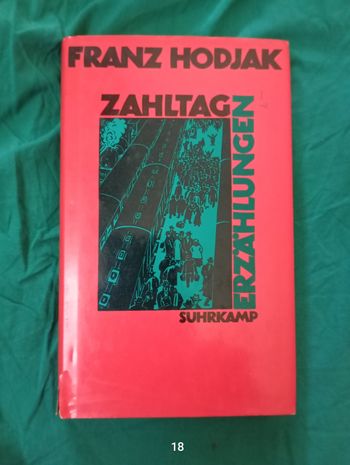 FRANZ HODJAK
ZAHLTAG
ERZÄHLUNGEN
SUHRKAMP
18